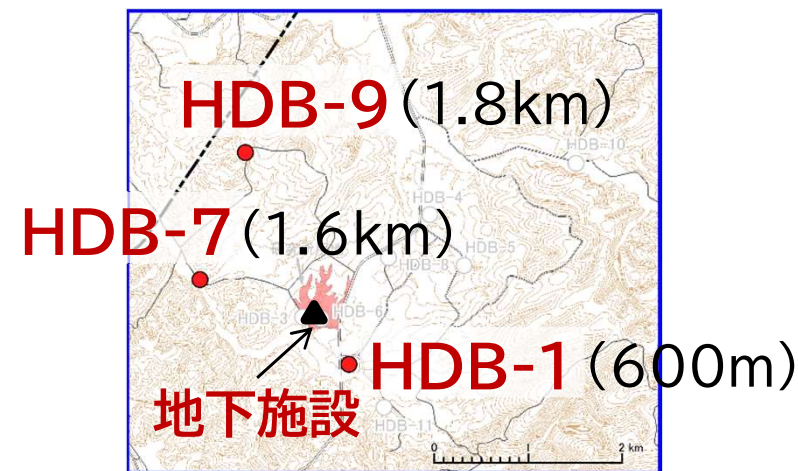 HDB-9（1.8km）
HDB-10
HDB-4
HDB-7（1.6km）
HDB-5
HDB-8
HDB-3
HDB-6
HDB-1（600m）
地下施設
HDB-11
0 2 km